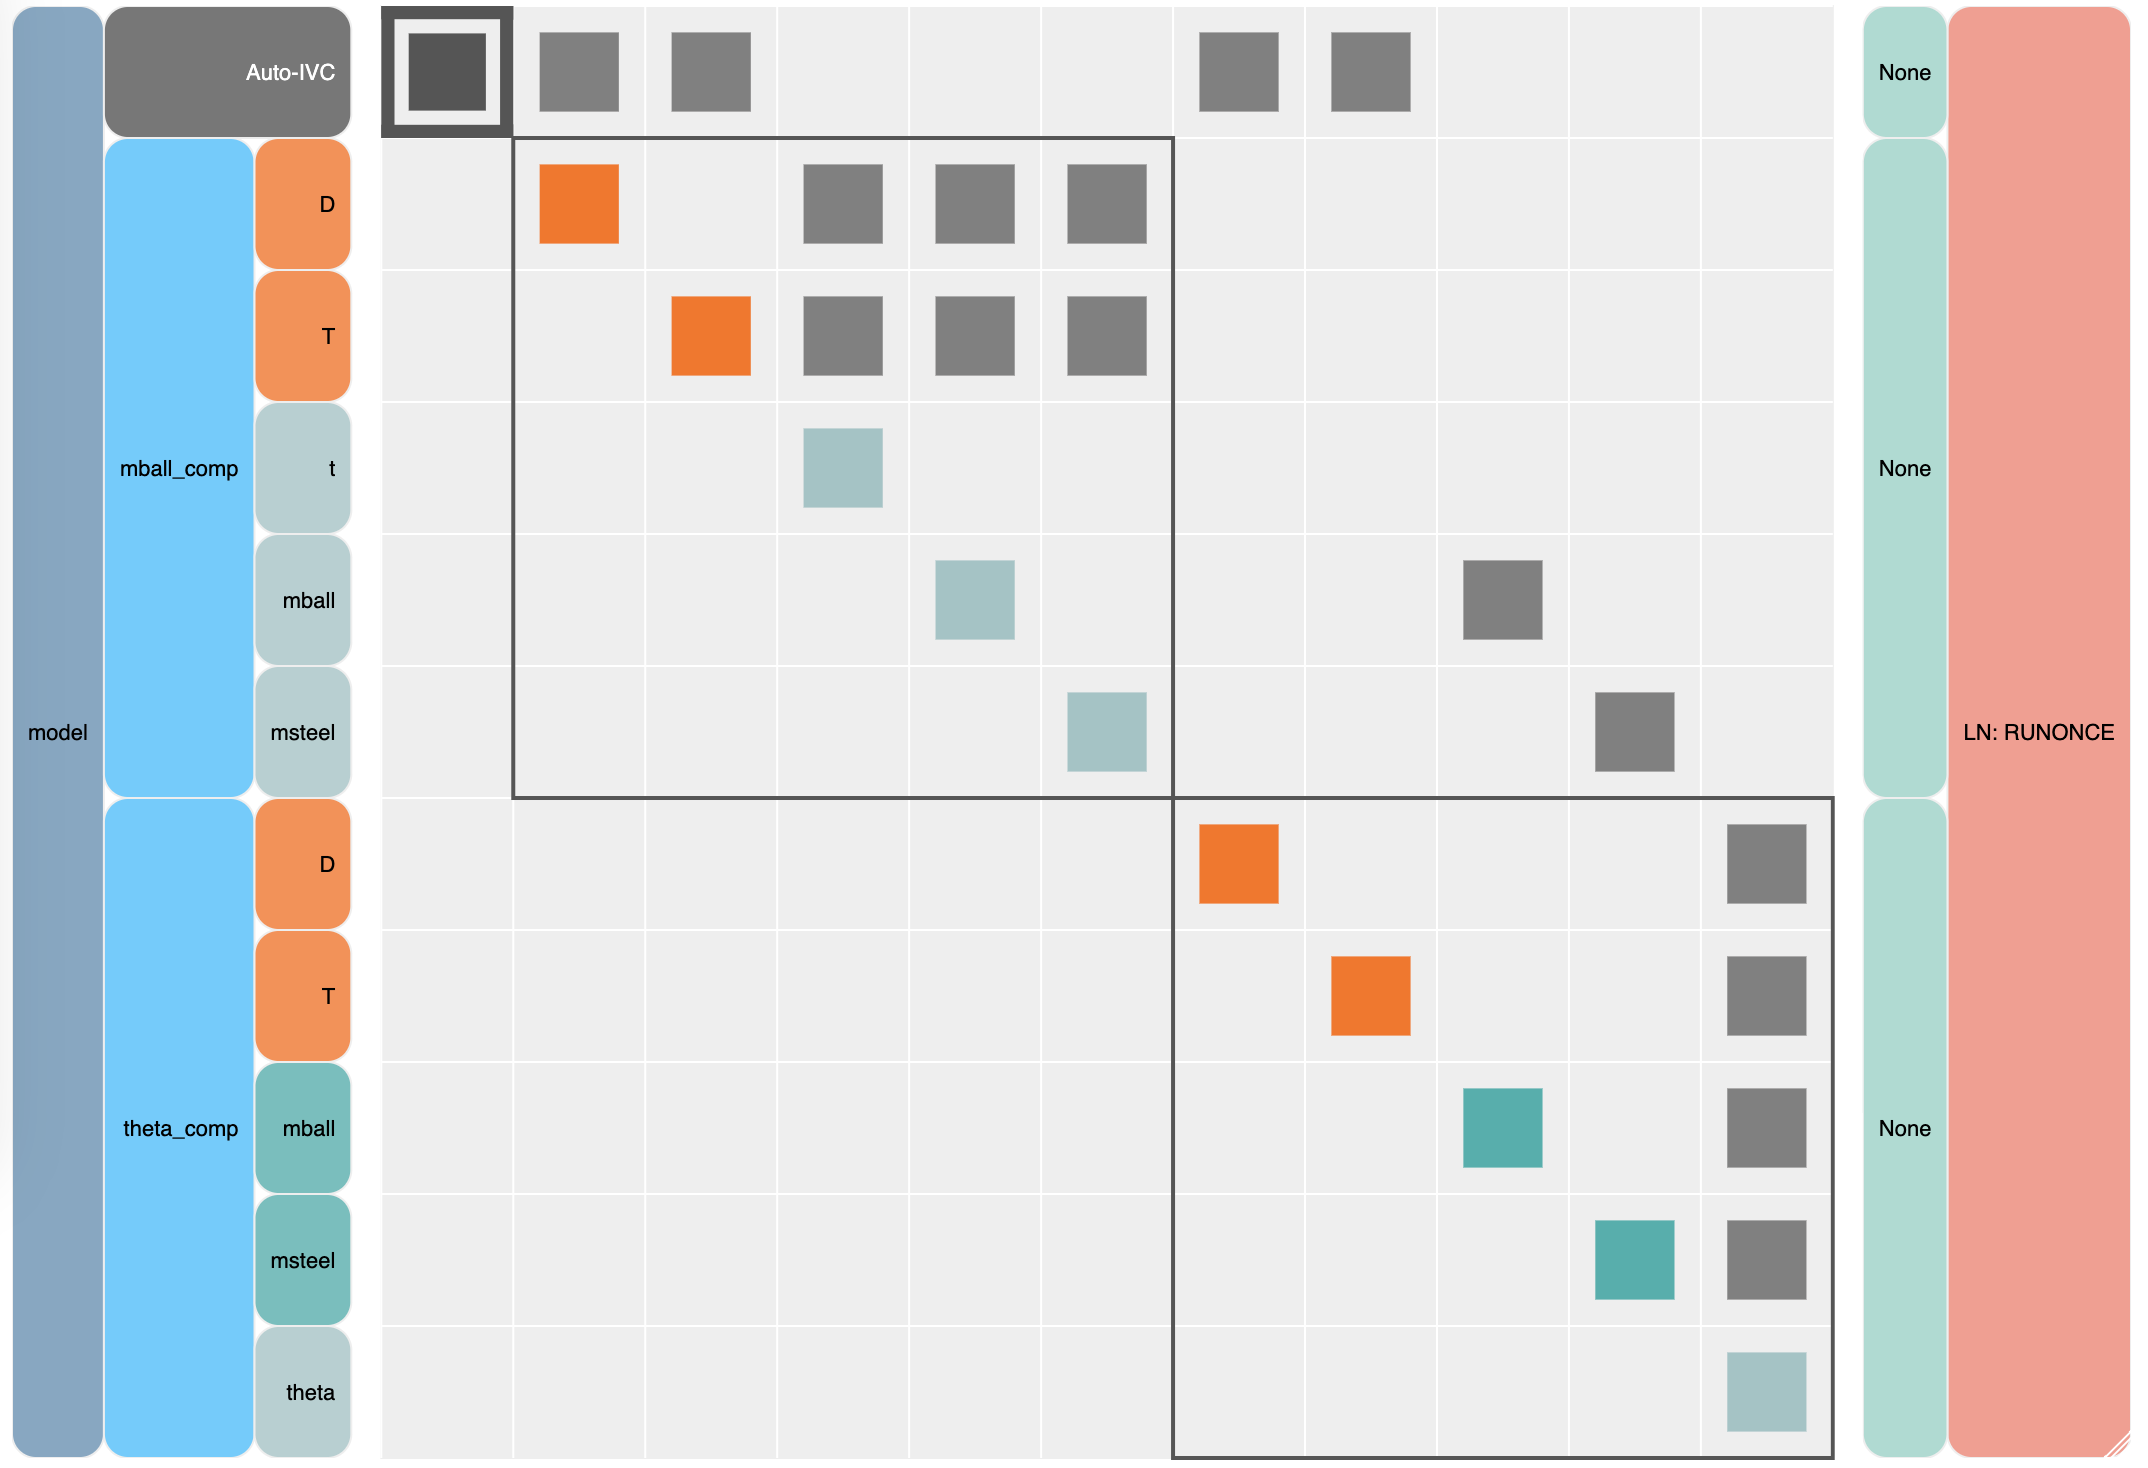 Auto-IVC
None
D
T
mball_comp
t
None
mball
msteel
model
LN: RUNONCE
D
T
theta_comp
mball
None
msteel
theta